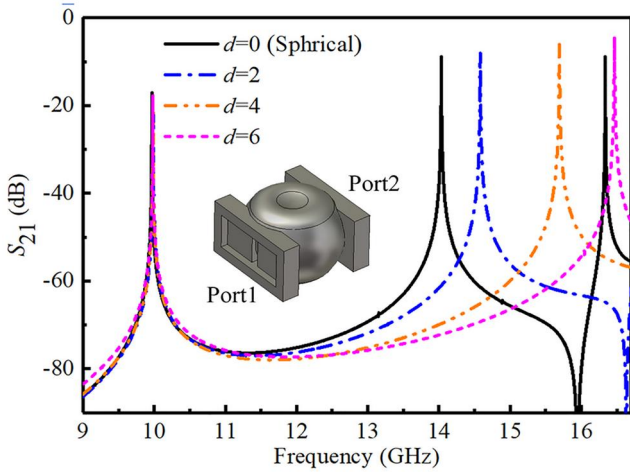 0
-20
-40
-60
-80
S21 (dB)
d=0 (Sphrical)
d=2
d=4
d=6
Port2
Port1
9 10 11 12 13 14 15 16
Frequency (GHz)